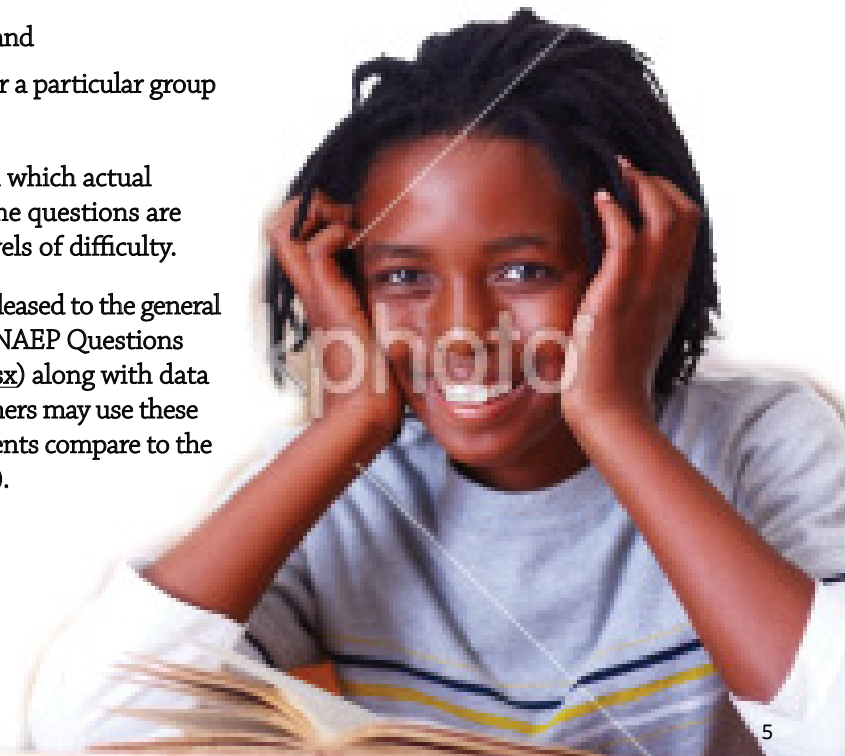 and
r a particular group
which actual
ne questions are
els of difficulty.
leased to the general
NAEP Questions
sx) along with data
ners may use these
ents compare to the
).
photo
5